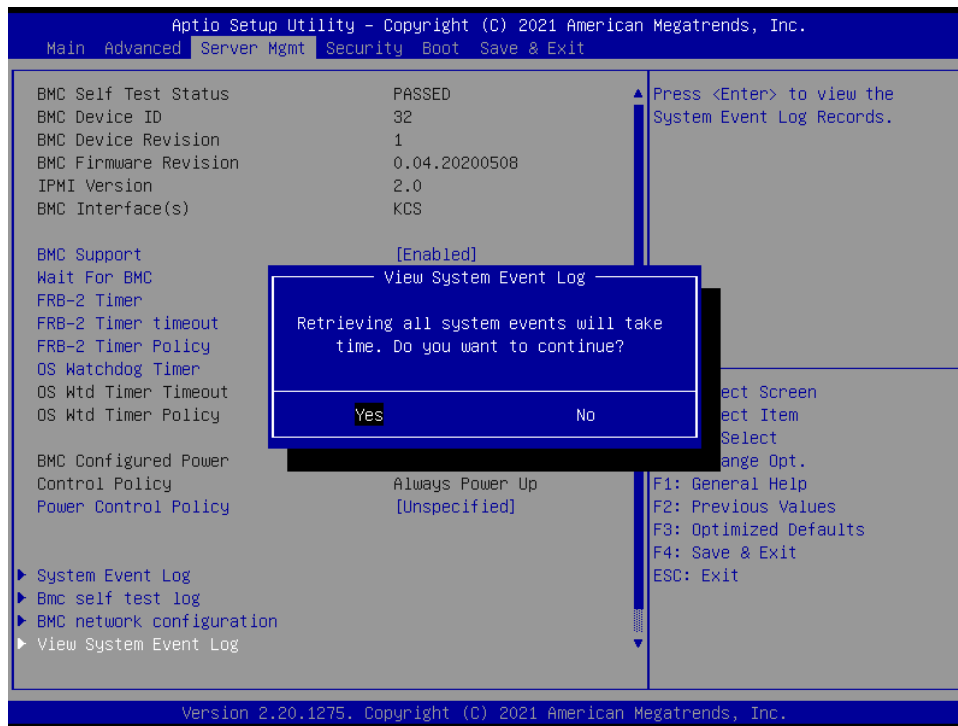 Aptio Setup Utility – Copyright (C) 2021 American Megatrends, Inc.
Main Advanced Server Mgmt Security Boot Save & Exit
BMC Self Test Status PASSED
BMC Device ID 32
BMC Device Revision 1
BMC Firmware Revision 0.04.20200508
IPMI Version 2.0
BMC Interface(s) KCS
BMC Support [Enabled]
Wait For BMC
FRB-2 Timer
FRB-2 Timer timeout
FRB-2 Timer Policy
OS Watchdog Timer
OS Wtd Timer Timeout
OS Wtd Timer Policy
BMC Configured Power
Control Policy Always Power Up
Power Control Policy [Unspecified]
System Event Log
Bmc self test log
BMC network configuration
View System Event Log
View System Event Log
Retrieving all system events will take
time. Do you want to continue?
Yes No
Press <Enter> to view the
System Event Log Records.
ect Screen
ect Item
Select
ange Opt.
F1: General Help
F2: Previous Values
F3: Optimized Defaults
F4: Save & Exit
ESC: Exit
Version 2.20.1275. Copyright (C) 2021 American Megatrends, Inc.